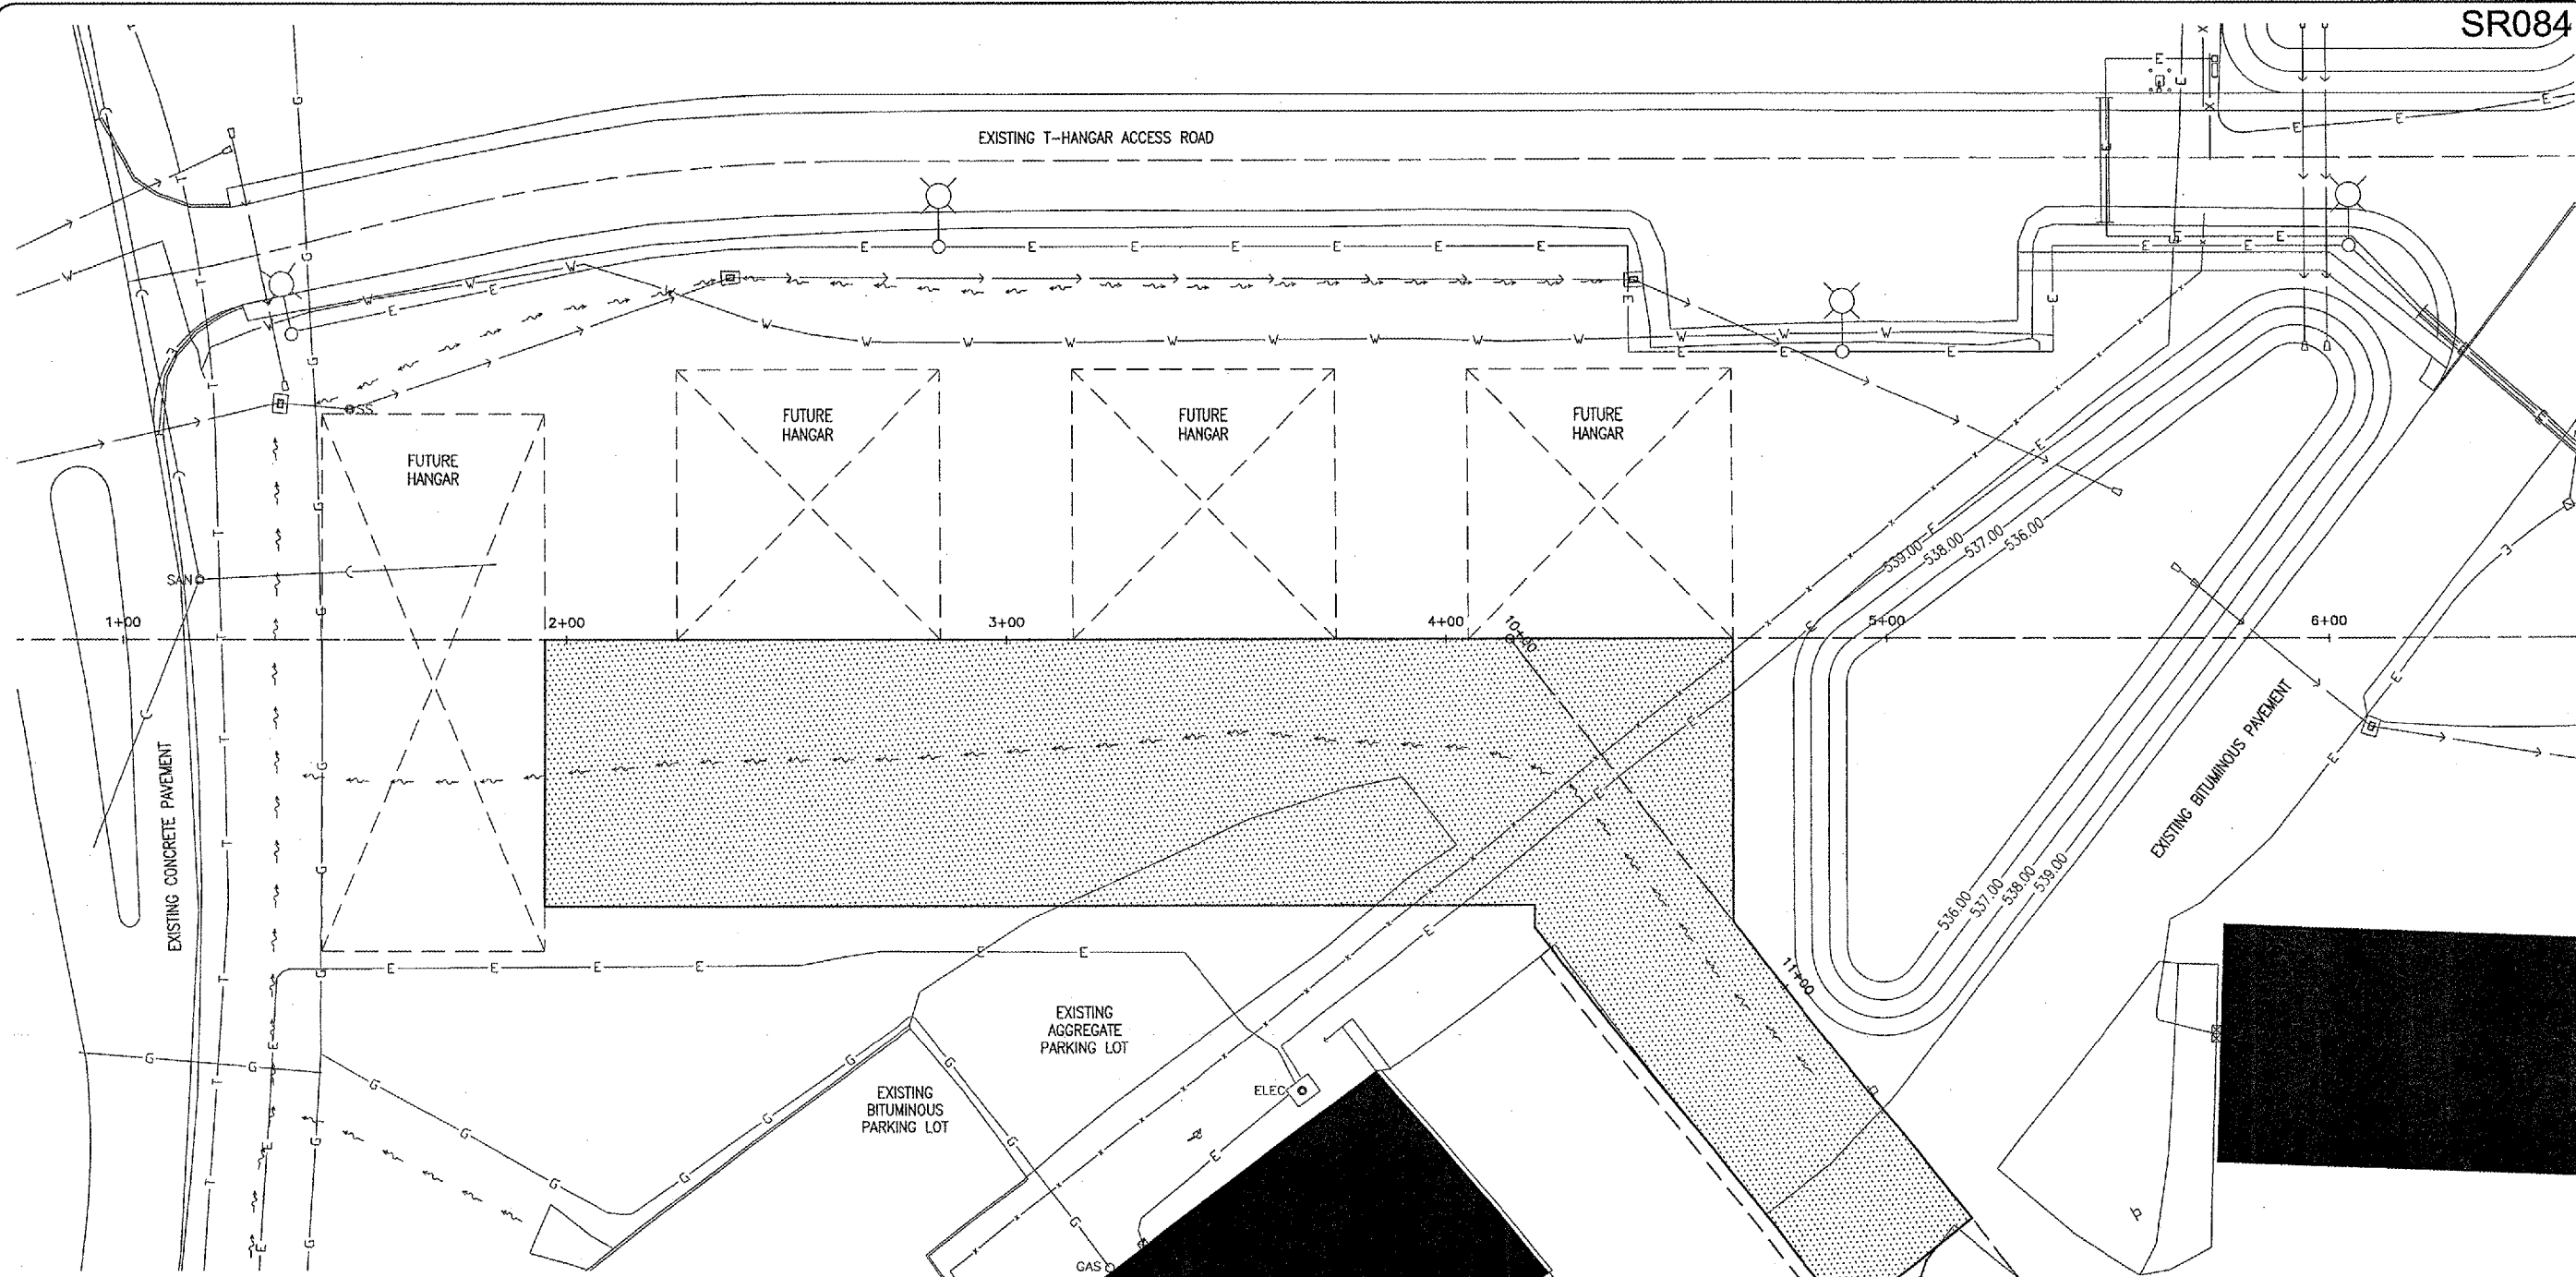 SR084
EXISTING T-HANGAR ACCESS ROAD
FUTURE
HANGAR
FUTURE
HANGAR
FUTURE
HANGAR
FUTURE
HANGAR
SS
SAN
1+00
2+00
3+00
4+00
10+00
5+00
6+00
539.00
538.00
537.00
536.00
EXISTING CONCRETE PAVEMENT
EXISTING BITUMINOUS PAVEMENT
536.00
537.00
538.00
539.00
11+00
EXISTING
AGGREGATE
PARKING LOT
EXISTING
BITUMINOUS
PARKING LOT
ELEC
GAS